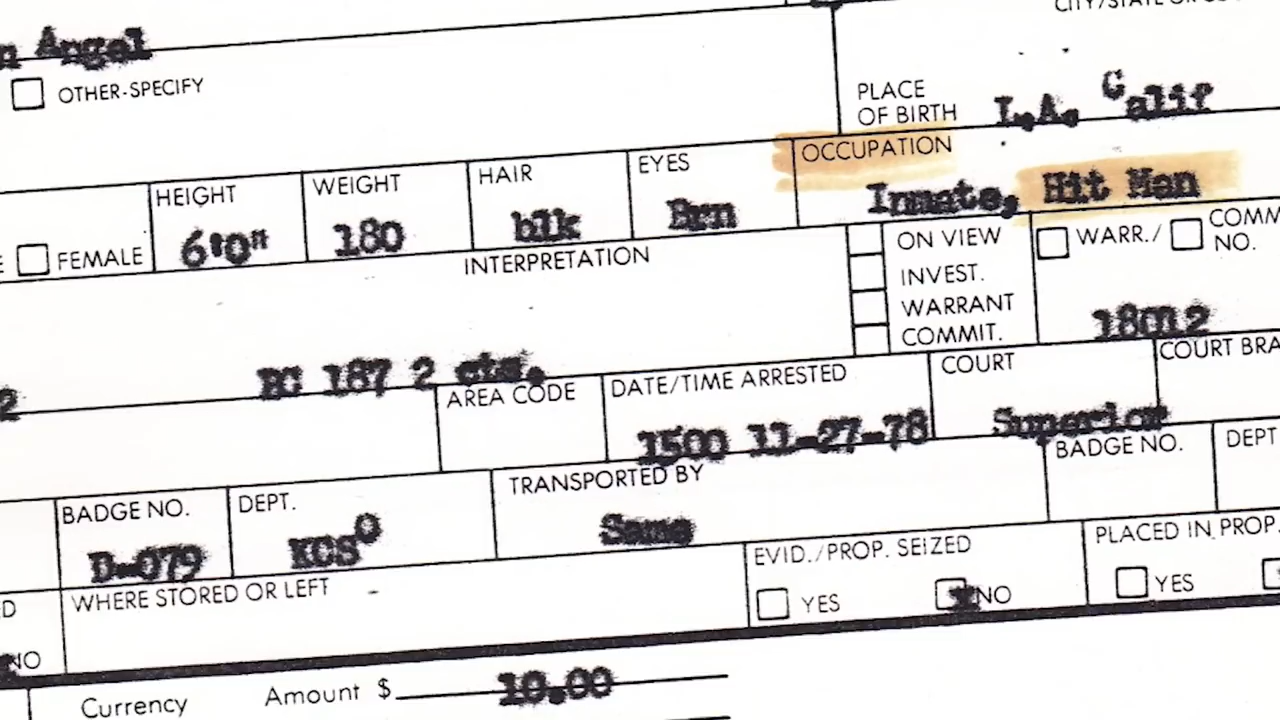 n Angel
CITY/STATE OR
OTHER-SPECIFY
PLACE
OF BIRTH L.A. Calif
HEIGHT
6'0"
WEIGHT
180
HAIR
blk
EYES
Brn
OCCUPATION
Inmate, Hit Man
FEMALE
INTERPRETATION
ON VIEW
INVEST.
WARRANT
COMMIT.
WARR./
COMM
NO.
18012
2
PC 187 2 cts.
AREA CODE
DATE/TIME ARRESTED
1500 11-27-78
COURT
Superior
COURT BRA
BADGE NO.
D-079
DEPT.
KCSO
TRANSPORTED BY
Same
BADGE NO.
DEPT
D
NO
WHERE STORED OR LEFT
EVID./PROP. SEIZED
YES
NO
PLACED IN PROP.
YES
Currency Amount $ 10.00